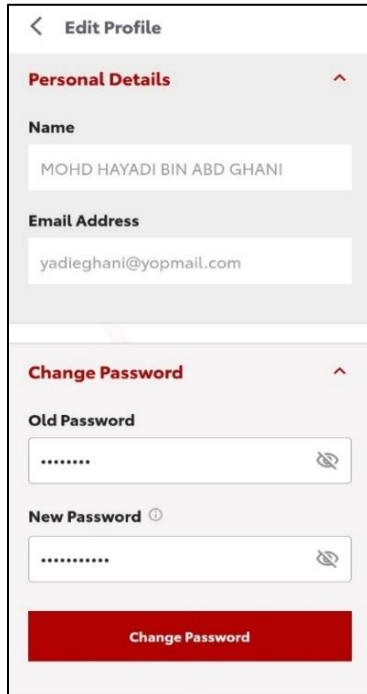 Edit Profile
Personal Details
Name
MOHD HAYADI BIN ABD GHANI
Email Address
yadieghani@yopmail.com
Change Password
Old Password
••••••••
New Password
•••••••••••
Change Password